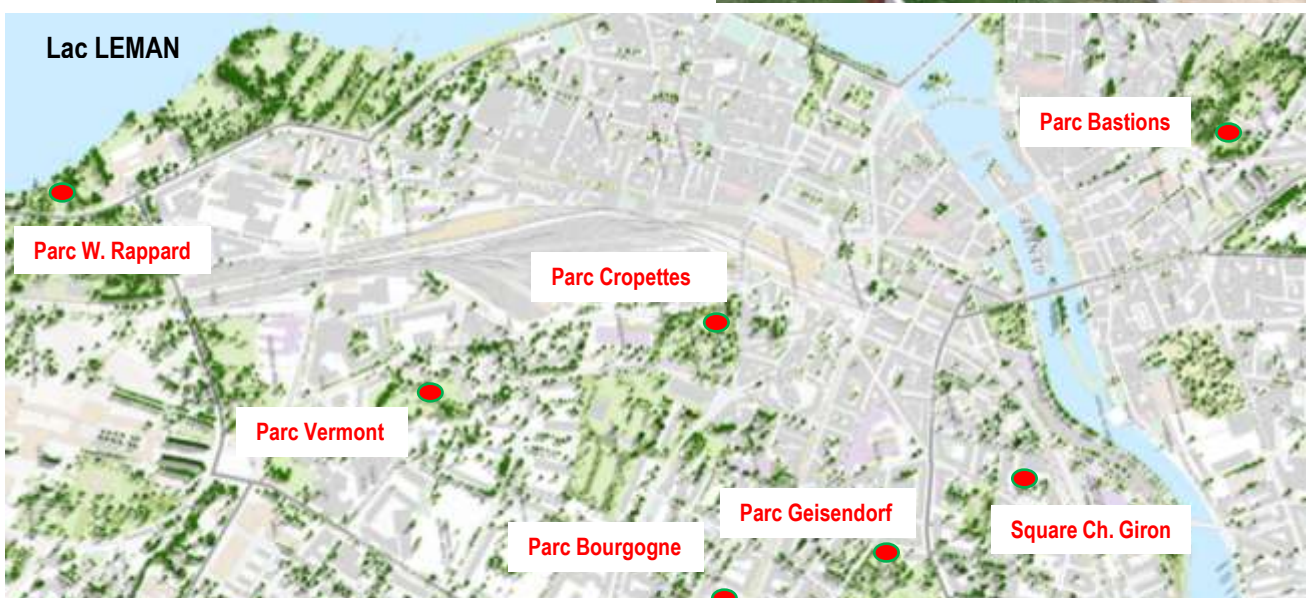 Lac LEMAN
Parc Bastions
Parc W. Rappard
Parc Cropettes
Parc Vermont
Parc Geisendorf
Square Ch. Giron
Parc Bourgogne